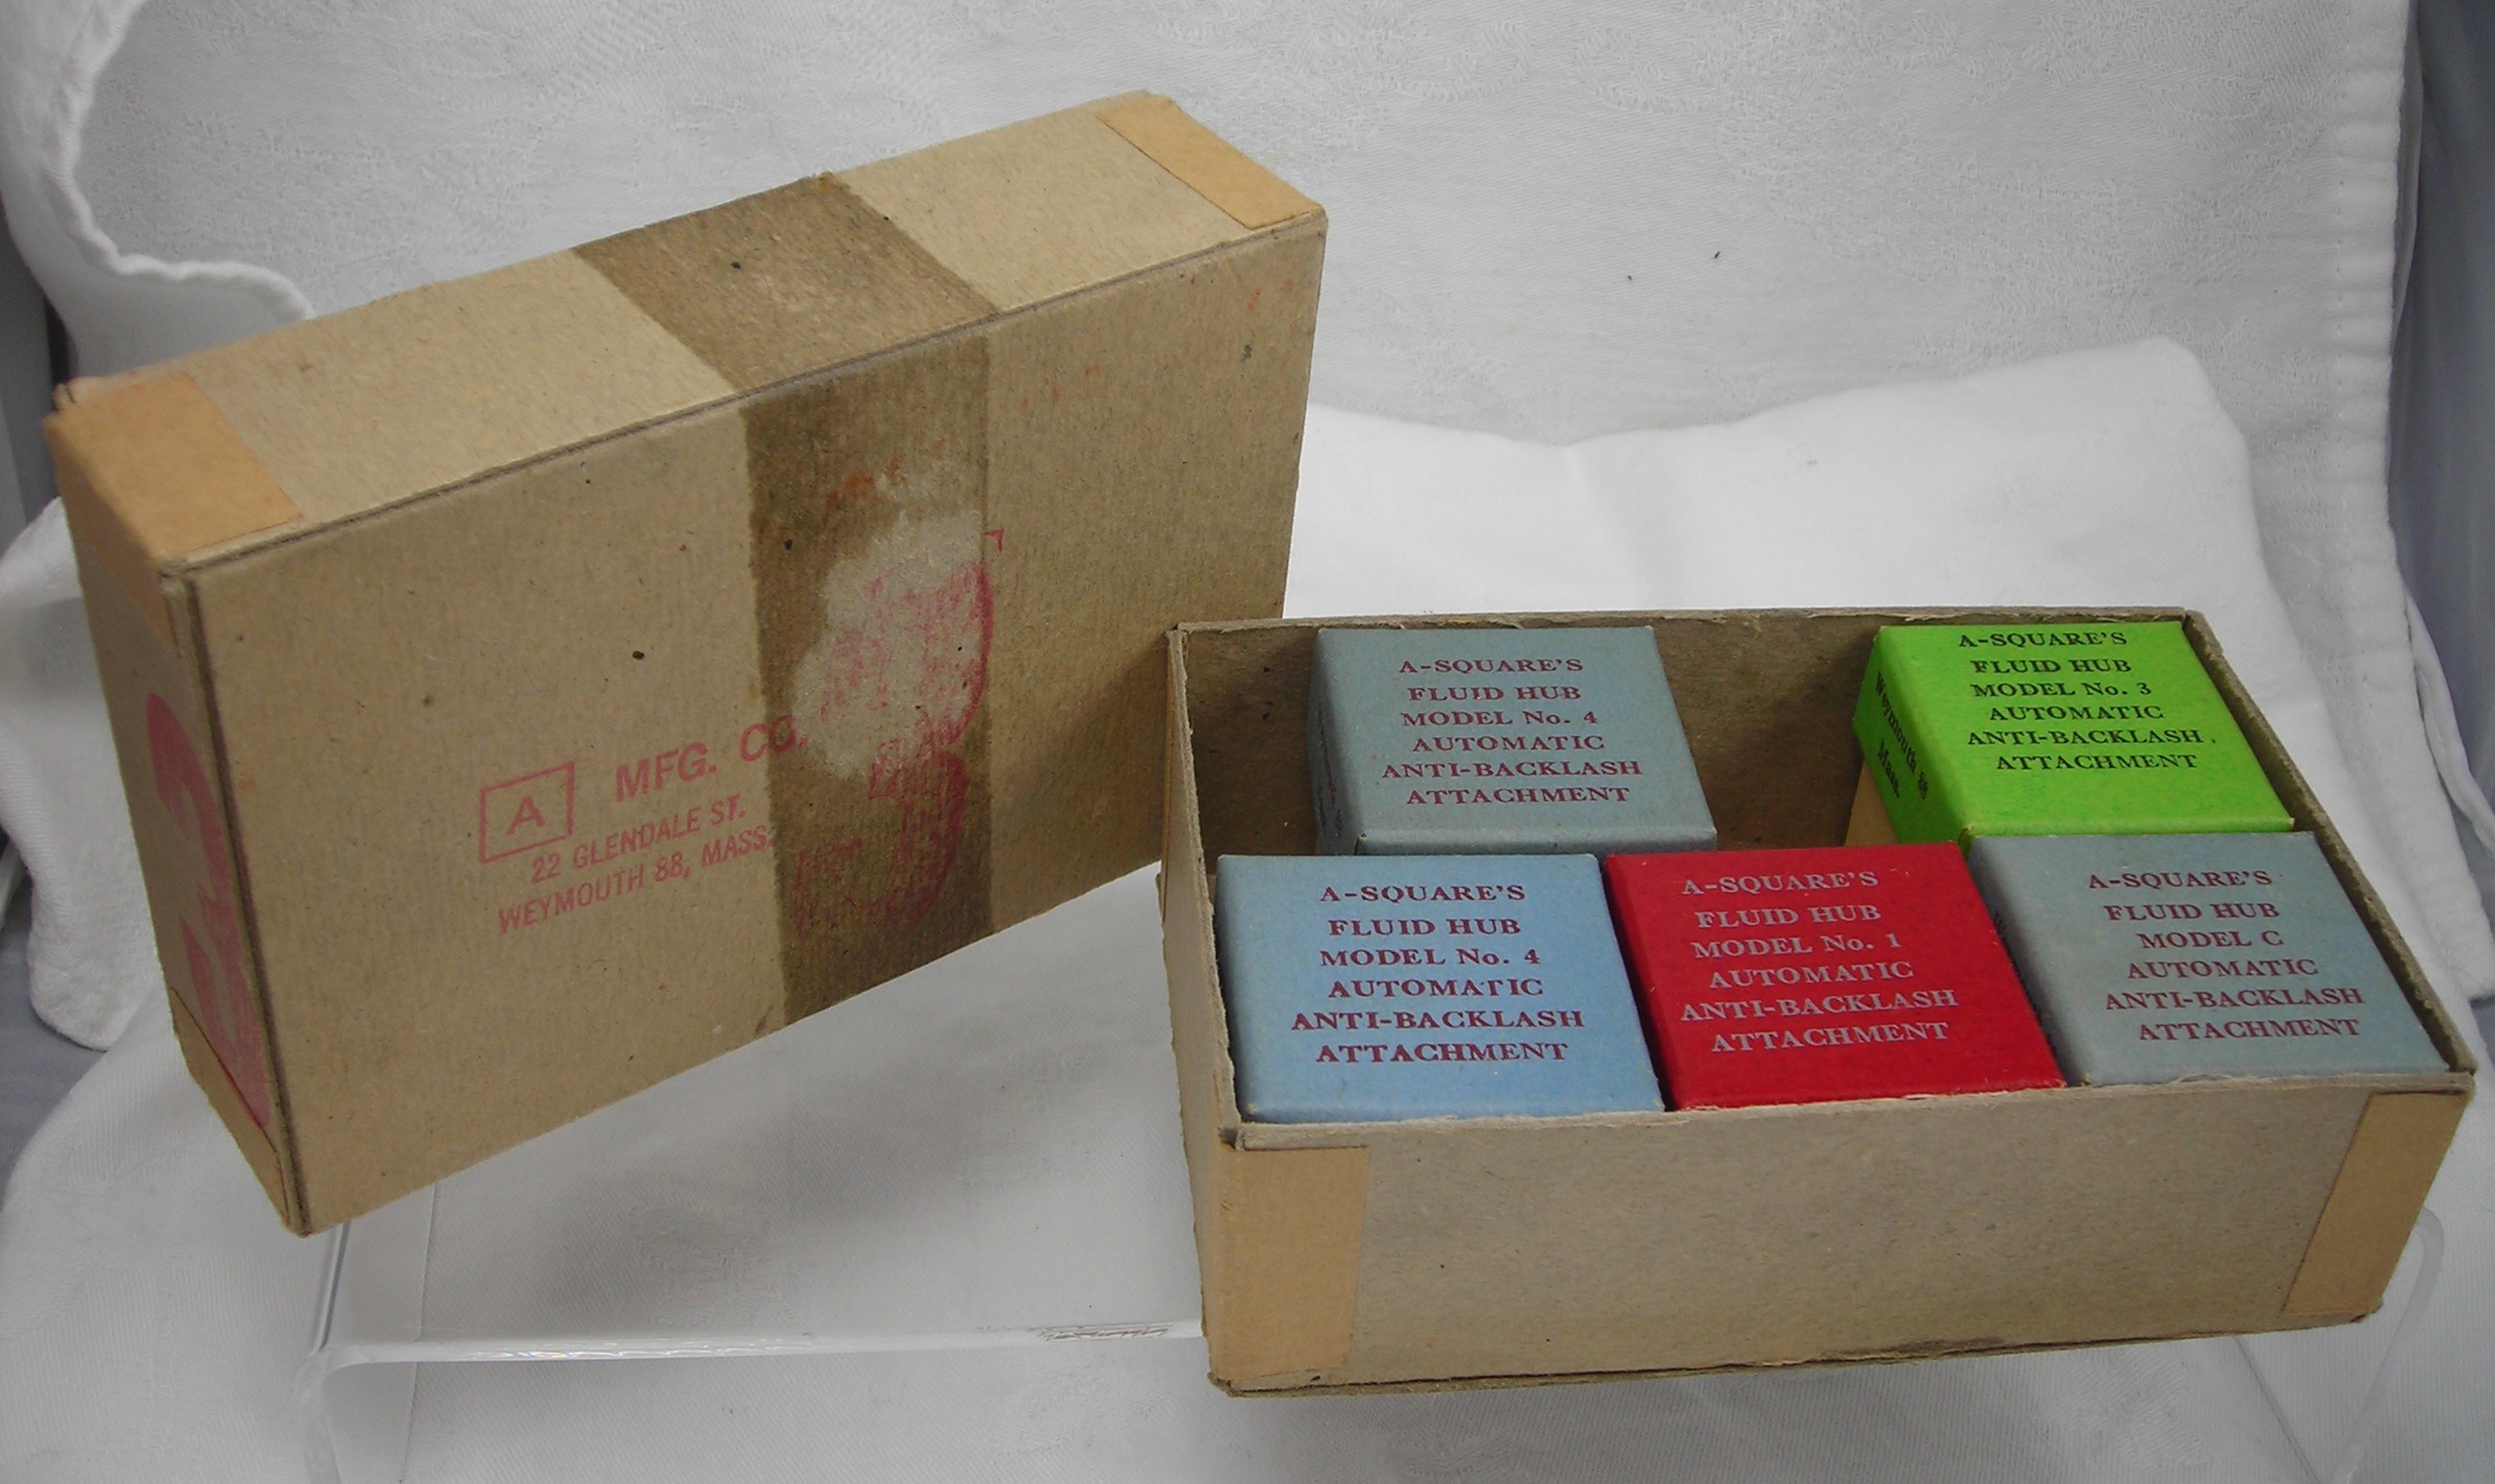 A MFG. CO.
22 GLENDALE ST.
WEYMOUTH 88, MASS.
A-SQUARE'S
FLUID HUB
MODEL No. 4
AUTOMATIC
ANTI-BACKLASH
ATTACHMENT
A-SQUARE'S
FLUID HUB
MODEL No. 3
AUTOMATIC
ANTI-BACKLASH
ATTACHMENT
Weymouth 88
Mass.
A-SQUARE'S
FLUID HUB
MODEL No. 4
AUTOMATIC
ANTI-BACKLASH
ATTACHMENT
A-SQUARE'S
FLUID HUB
MODEL No. 1
AUTOMATIC
ANTI-BACKLASH
ATTACHMENT
A-SQUARE'S
FLUID HUB
MODEL C
AUTOMATIC
ANTI-BACKLASH
ATTACHMENT